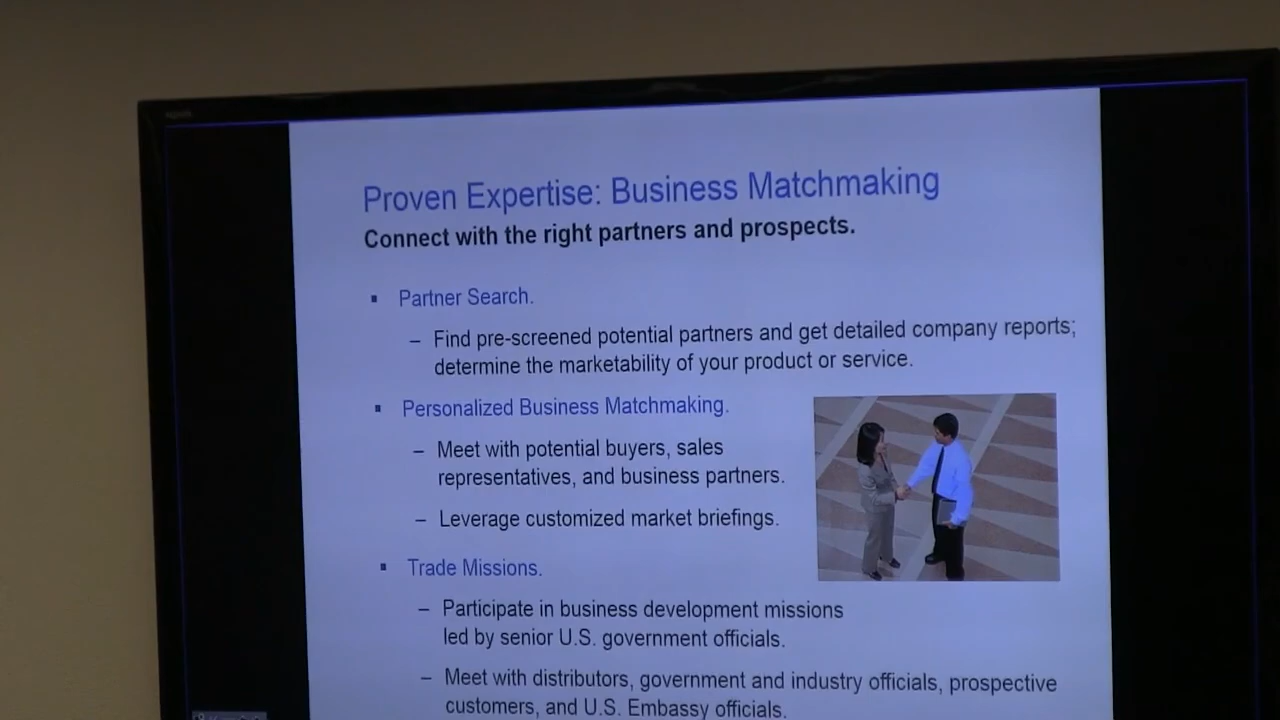 Proven Expertise: Business Matchmaking
Connect with the right partners and prospects.
▪ Partner Search.
– Find pre-screened potential partners and get detailed company reports;
determine the marketability of your product or service.
▪ Personalized Business Matchmaking.
– Meet with potential buyers, sales
representatives, and business partners.
– Leverage customized market briefings.
▪ Trade Missions.
– Participate in business development missions
led by senior U.S. government officials.
– Meet with distributors, government and industry officials, prospective
customers, and U.S. Embassy officials.